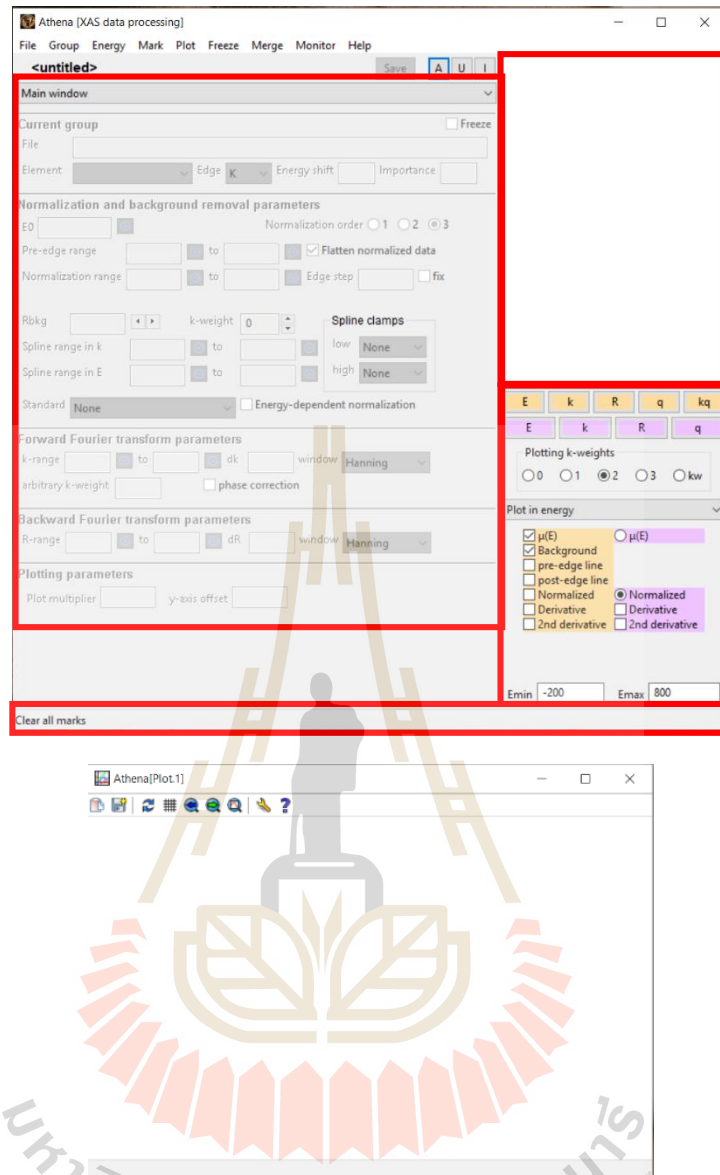 Athena [XAS data processing]
File Group Energy Mark Plot Freeze Merge Monitor Help
<untitled>
Save A U I
Main window
Current group
Freeze
File
Element Edge K Energy shift Importance
Normalization and background removal parameters
E0 Normalization order 1 2 3
Pre-edge range to Flatten normalized data
Normalization range to Edge step fix
Rbkg k-weight 0 Spline clamps
Spline range in k to low None
Spline range in E to high None
Standard None Energy-dependent normalization
Forward Fourier transform parameters
k-range to dk window Hanning
arbitrary k-weight phase correction
Backward Fourier transform parameters
R-range to dR window Hanning
Plotting parameters
Plot multiplier y-axis offset
E k R q kq
E k R q
Plotting k-weights
0 1 2 3 kw
Plot in energy
μ(E) μ(E)
Background
pre-edge line
post-edge line
Normalized Normalized
Derivative Derivative
2nd derivative 2nd derivative
Emin -200 Emax 800
Clear all marks
Athena[Plot.1]